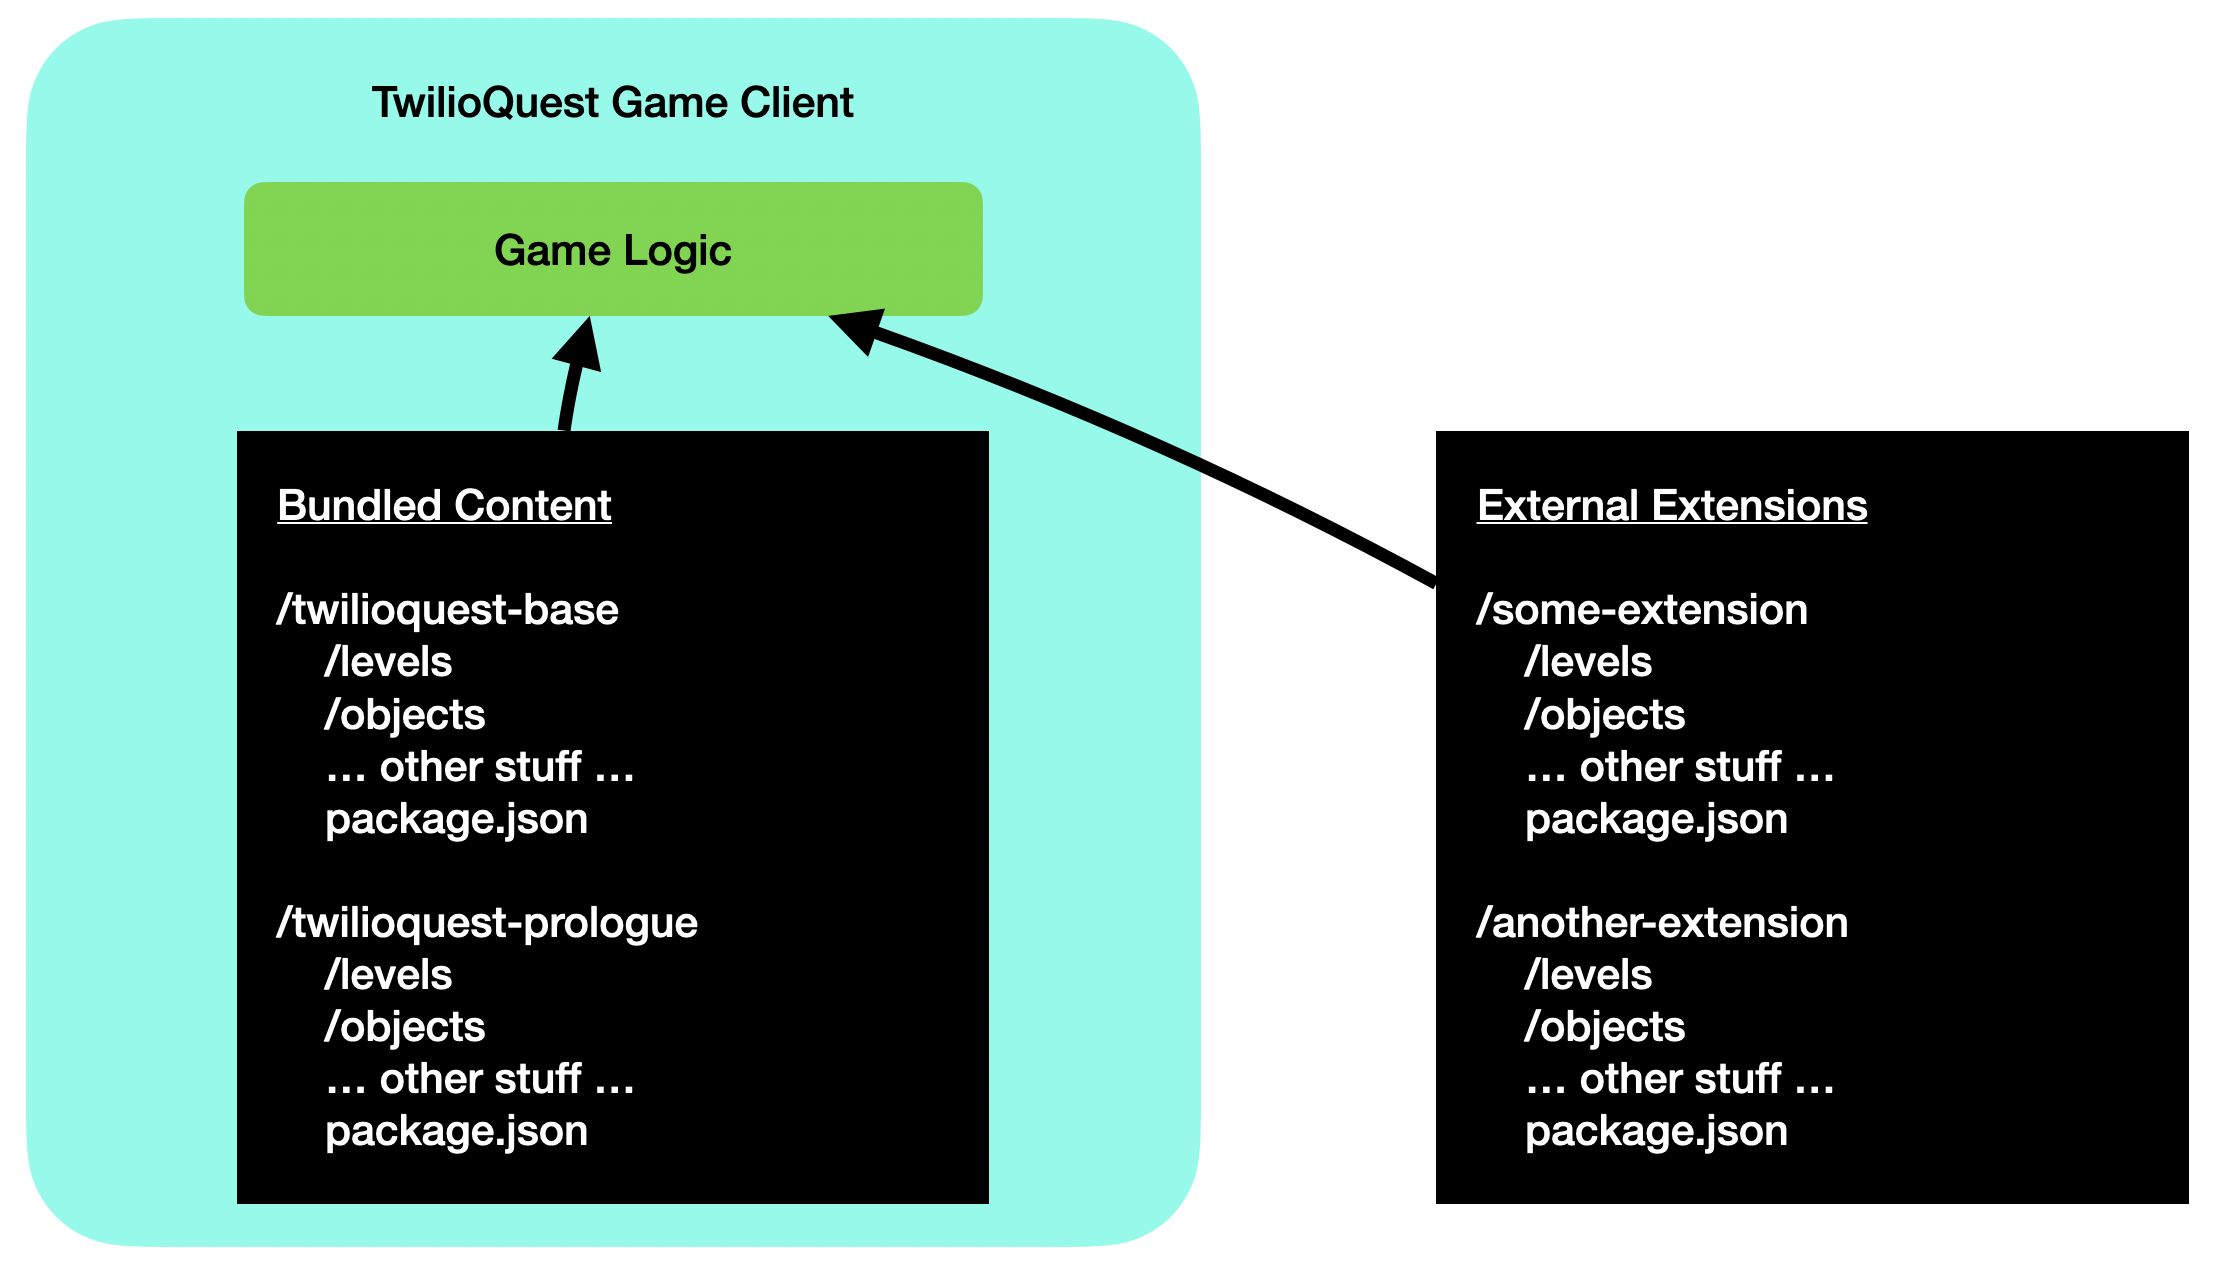 TwilioQuest Game Client
Game Logic
Bundled Content
/twilioquest-base
/levels
/objects
… other stuff …
package.json
/twilioquest-prologue
/levels
/objects
… other stuff …
package.json
External Extensions
/some-extension
/levels
/objects
… other stuff …
package.json
/another-extension
/levels
/objects
… other stuff …
package.json